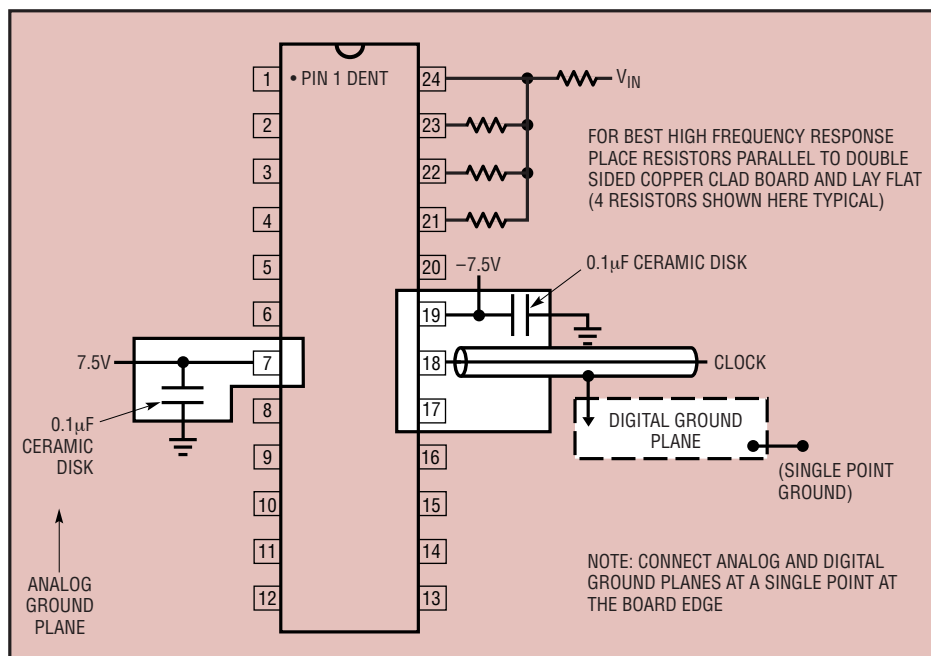 1
2
3
4
5
6
7
8
9
10
11
12
• PIN 1 DENT
24
23
22
21
20
19
18
17
16
15
14
13
V_IN
FOR BEST HIGH FREQUENCY RESPONSE
PLACE RESISTORS PARALLEL TO DOUBLE
SIDED COPPER CLAD BOARD AND LAY FLAT
(4 RESISTORS SHOWN HERE TYPICAL)
–7.5V
0.1µF CERAMIC DISK
7.5V
0.1µF
CERAMIC
DISK
CLOCK
DIGITAL GROUND
PLANE
(SINGLE POINT
GROUND)
ANALOG
GROUND
PLANE
NOTE: CONNECT ANALOG AND DIGITAL
GROUND PLANES AT A SINGLE POINT AT
THE BOARD EDGE